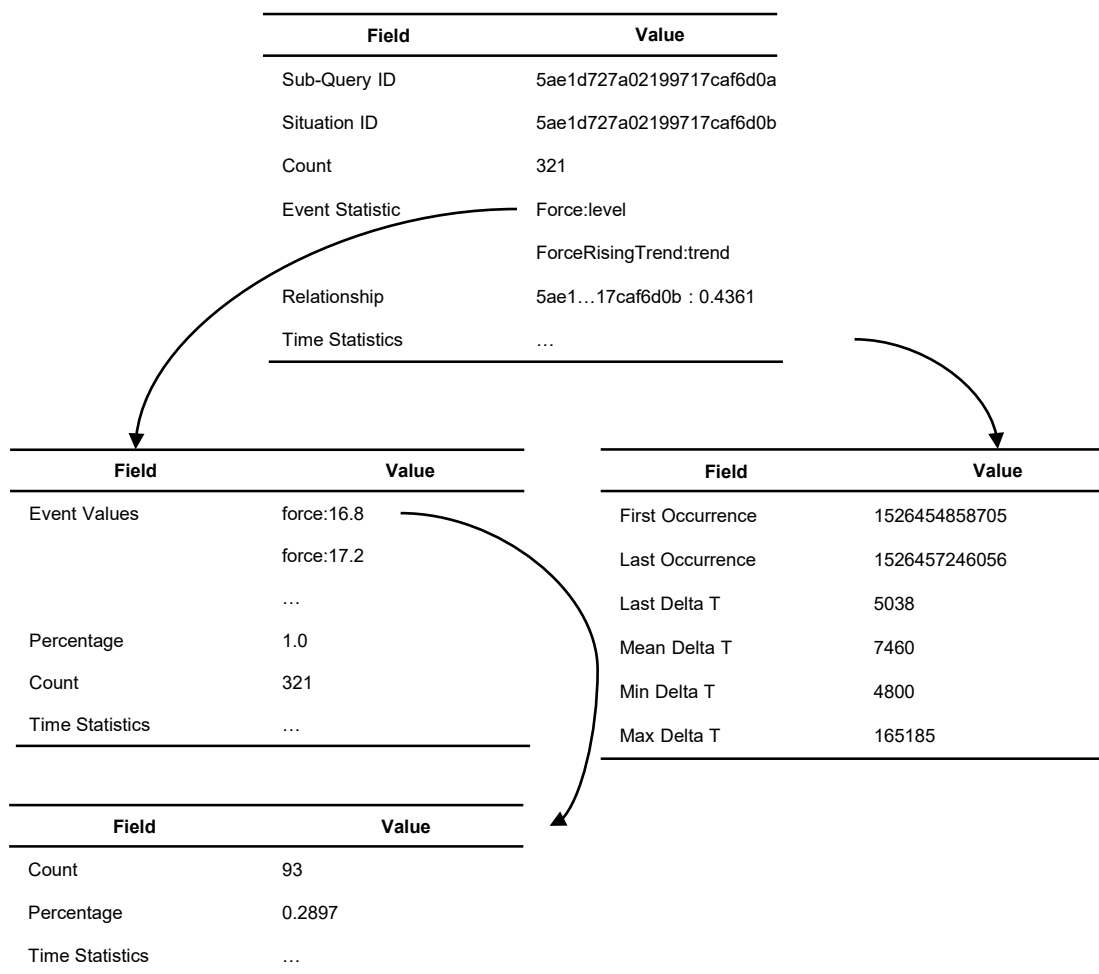 Field Value
Sub-Query ID 5ae1d727a02199717caf6d0a
Situation ID 5ae1d727a02199717caf6d0b
Count 321
Event Statistic Force:level
ForceRisingTrend:trend
Relationship 5ae1…17caf6d0b : 0.4361
Time Statistics …
Field Value
Event Values force:16.8
force:17.2
…
Percentage 1.0
Count 321
Time Statistics …
Field Value
First Occurrence 1526454858705
Last Occurrence 1526457246056
Last Delta T 5038
Mean Delta T 7460
Min Delta T 4800
Max Delta T 165185
Field Value
Count 93
Percentage 0.2897
Time Statistics …